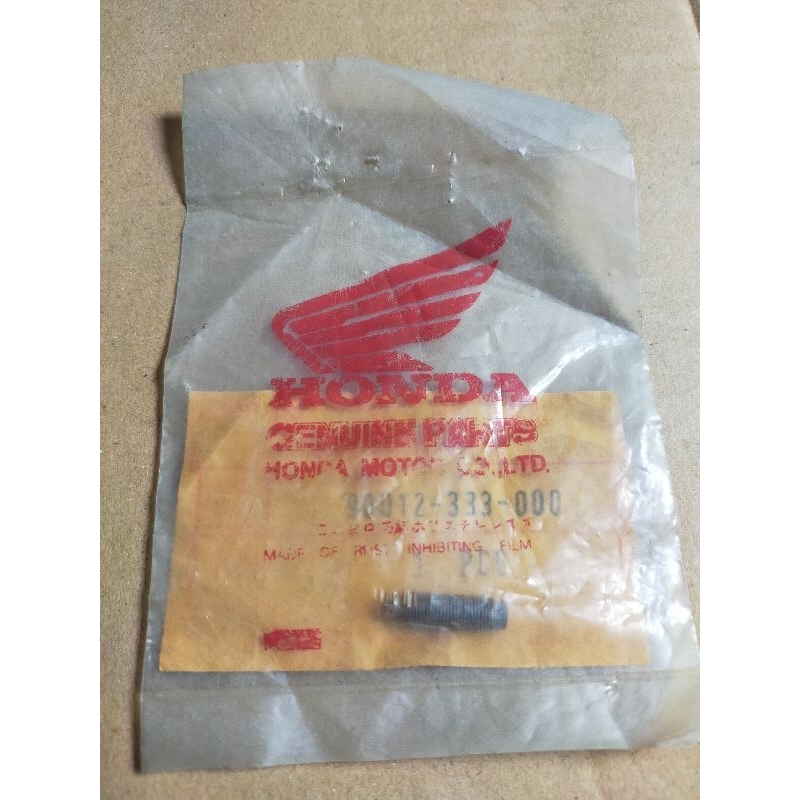 HONDA
GENUINE PARTS
HONDA MOTOR CO.,LTD.
90012-333-000
MADE OF RUST INHIBITING FILM